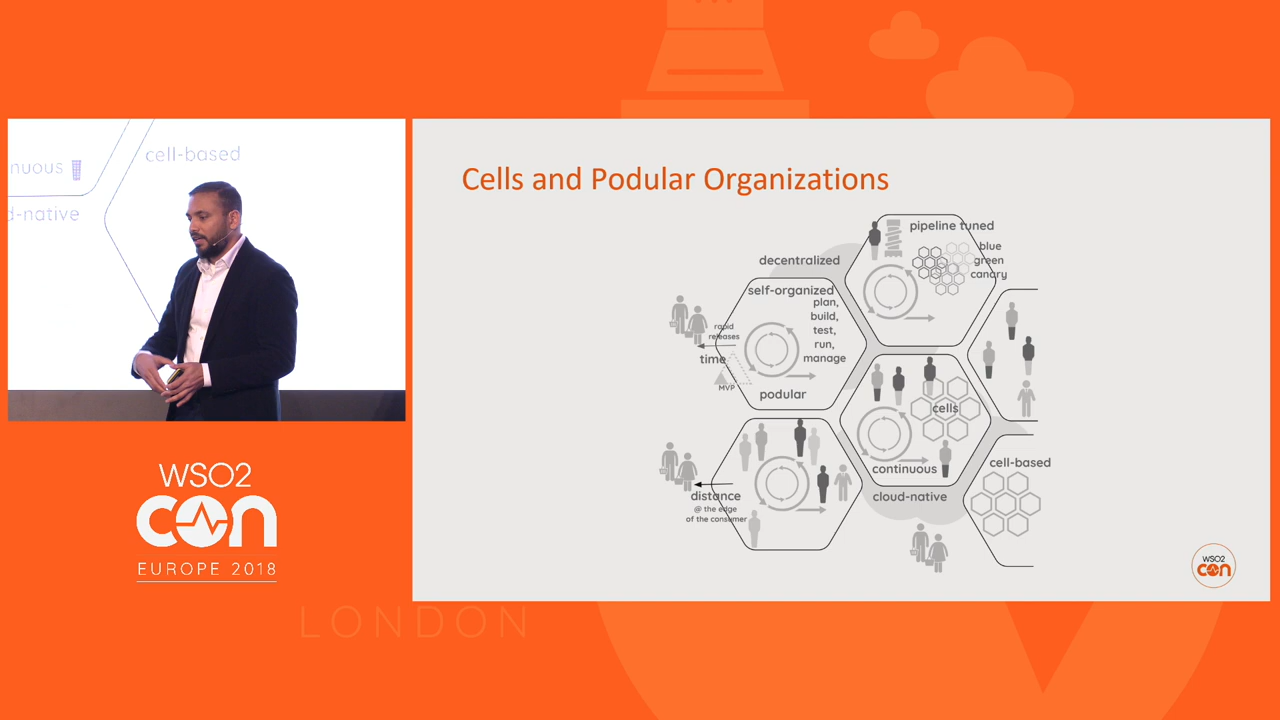 nuous
cell-based
d-native
WSO2
CON
EUROPE 2018
LONDON
Cells and Podular Organizations
pipeline tuned
blue
green
canary
decentralized
self-organized
plan,
build,
test,
run,
manage
rapid
releases
time
MVP
podular
cells
continuous
cell-based
cloud-native
distance
@ the edge
of the consumer
WSO2
CON